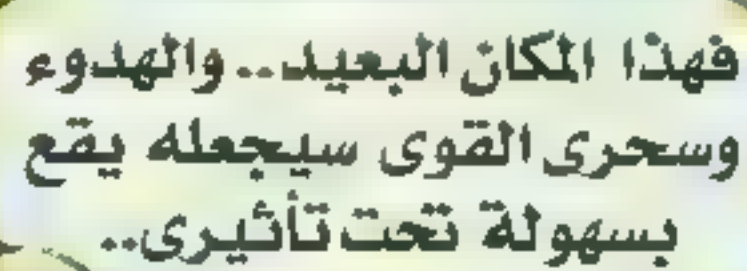 فهذا المكان البعيد.. والهدوء
وسحرى القوى سيجعله يقع
بسهولة تحت تأثيرى..